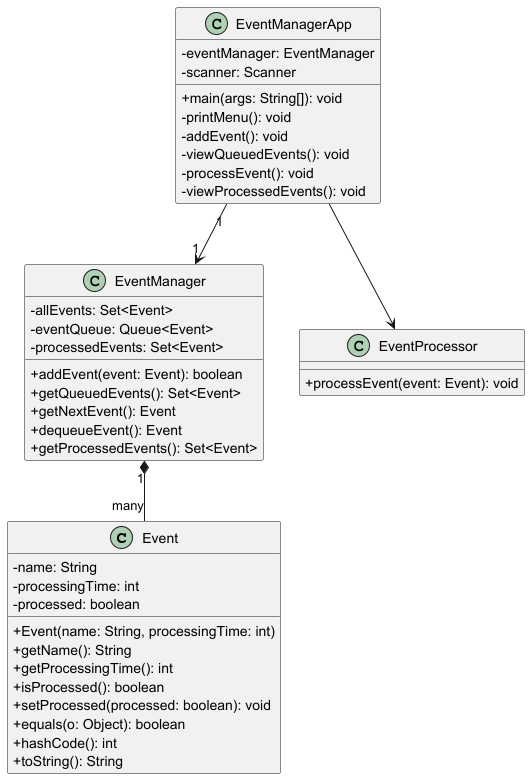 C EventManagerApp
-eventManager: EventManager
-scanner: Scanner
+main(args: String[]): void
-printMenu(): void
-addEvent(): void
-viewQueuedEvents(): void
-processEvent(): void
-viewProcessedEvents(): void
1
1
C EventManager
-allEvents: Set<Event>
-eventQueue: Queue<Event>
-processedEvents: Set<Event>
+addEvent(event: Event): boolean
+getQueuedEvents(): Set<Event>
+getNextEvent(): Event
+dequeueEvent(): Event
+getProcessedEvents(): Set<Event>
C EventProcessor
+processEvent(event: Event): void
1
many
C Event
-name: String
-processingTime: int
-processed: boolean
+Event(name: String, processingTime: int)
+getName(): String
+getProcessingTime(): int
+isProcessed(): boolean
+setProcessed(processed: boolean): void
+equals(o: Object): boolean
+hashCode(): int
+toString(): String